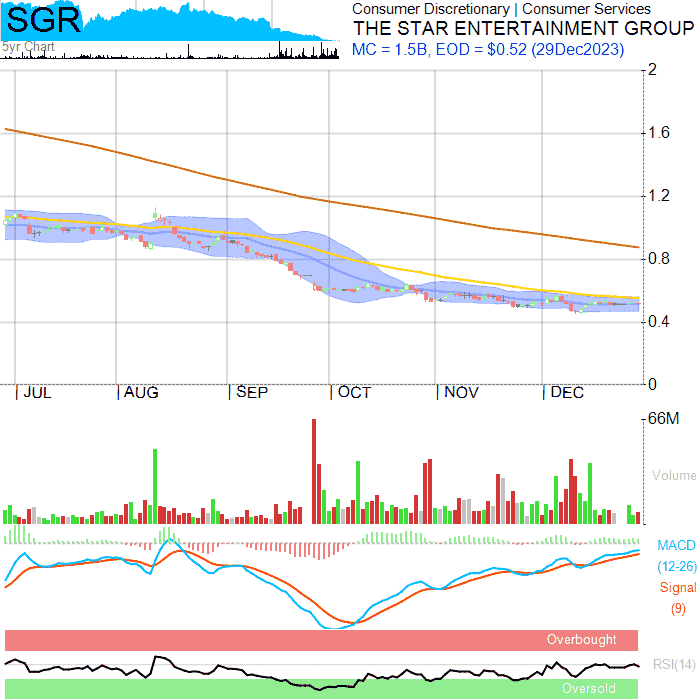 SGR
5yr Chart
Consumer Discretionary | Consumer Services
THE STAR ENTERTAINMENT GROUP
MC = 1.5B, EOD = $0.52 (29Dec2023)
2
1.6
1.2
0.8
0.4
0
JUL
AUG
SEP
OCT
NOV
DEC
66M
Volume
MACD
(12-26)
Signal
(9)
Overbought
RSI(14)
Oversold